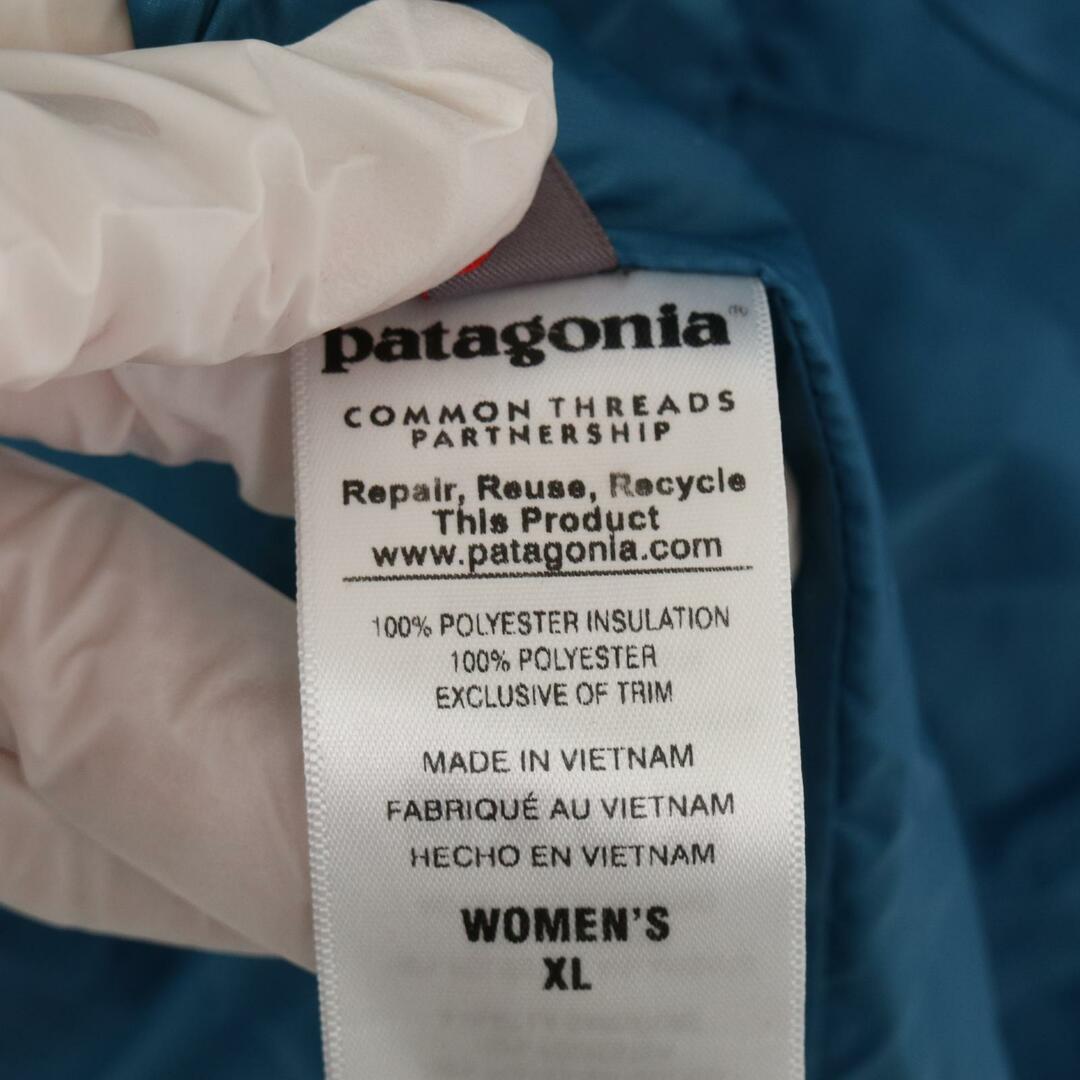 patagonia™
COMMON THREADS
PARTNERSHIP
Repair, Reuse, Recycle
This Product
www.patagonia.com
100% POLYESTER INSULATION
100% POLYESTER
EXCLUSIVE OF TRIM
MADE IN VIETNAM
FABRIQUÉ AU VIETNAM
HECHO EN VIETNAM
WOMEN'S
XL